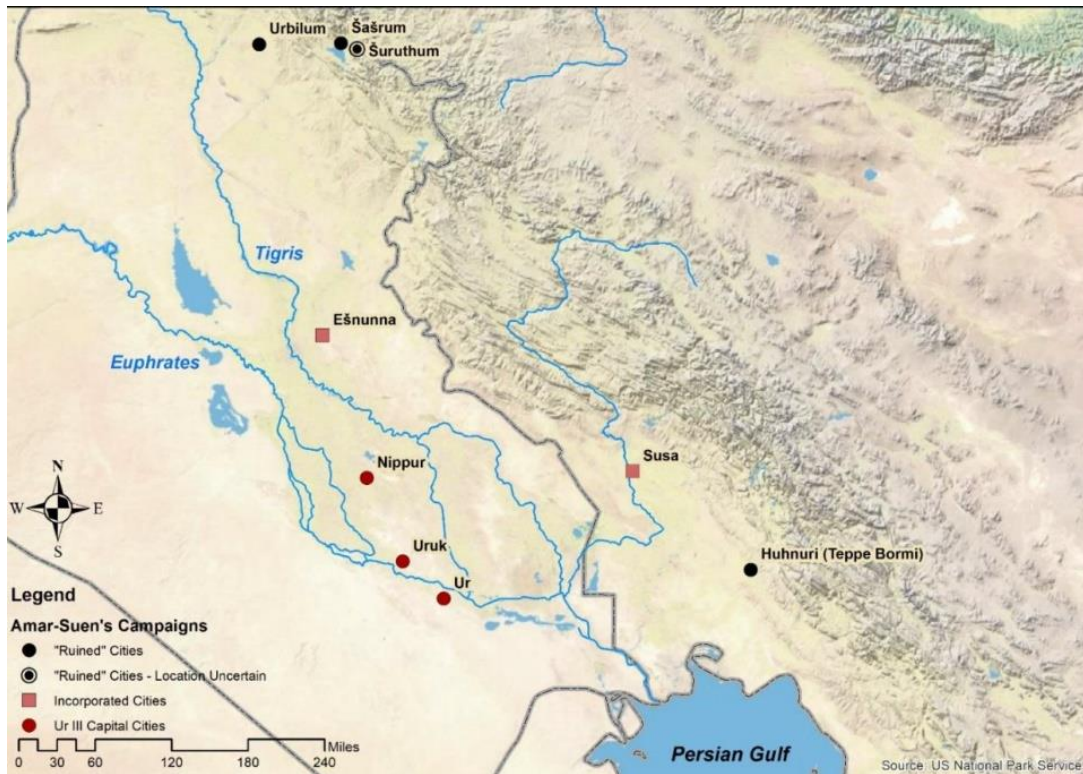 Urbilum
Šašrum
Šuruthum
Tigris
Ešnunna
Euphrates
Nippur
Susa
N
W E
S
Uruk
Ur
Huhnuri (Teppe Bormi)
Legend
Amar-Suen's Campaigns
"Ruined" Cities
"Ruined" Cities - Location Uncertain
Incorporated Cities
Ur III Capital Cities
Miles
0 30 60 120 180 240
Persian Gulf
Source: US National Park Service